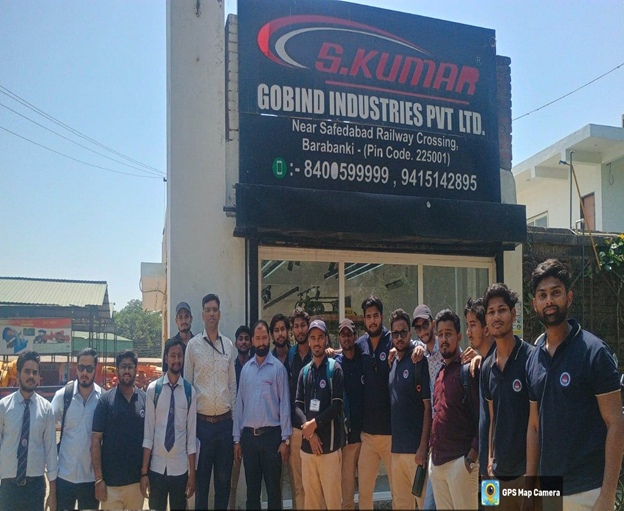 S.KUMAR
GOBIND INDUSTRIES PVT LTD.
Near Safedabad Railway Crossing,
Barabanki - (Pin Code. 225001)
:- 8400599999 , 9415142895
GPS Map Camera